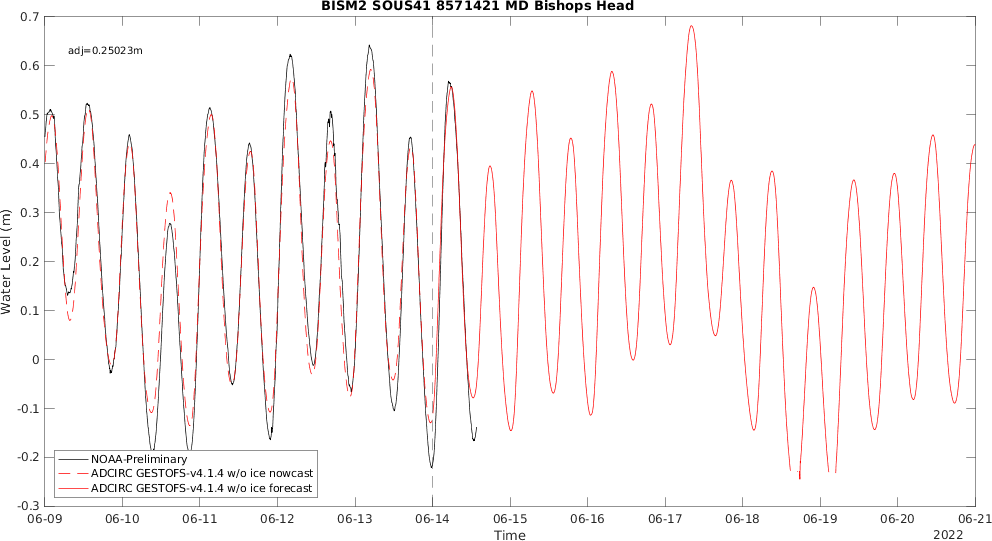 BISM2 SOUS41 8571421 MD Bishops Head
0.7
0.6
0.5
0.4
0.3
0.2
0.1
0
-0.1
-0.2
-0.3
Water Level (m)
adj=0.25023m
NOAA-Preliminary
ADCIRC GESTOFS-v4.1.4 w/o ice nowcast
ADCIRC GESTOFS-v4.1.4 w/o ice forecast
06-09 06-10 06-11 06-12 06-13 06-14 06-15 06-16 06-17 06-18 06-19 06-20 06-21
Time
2022